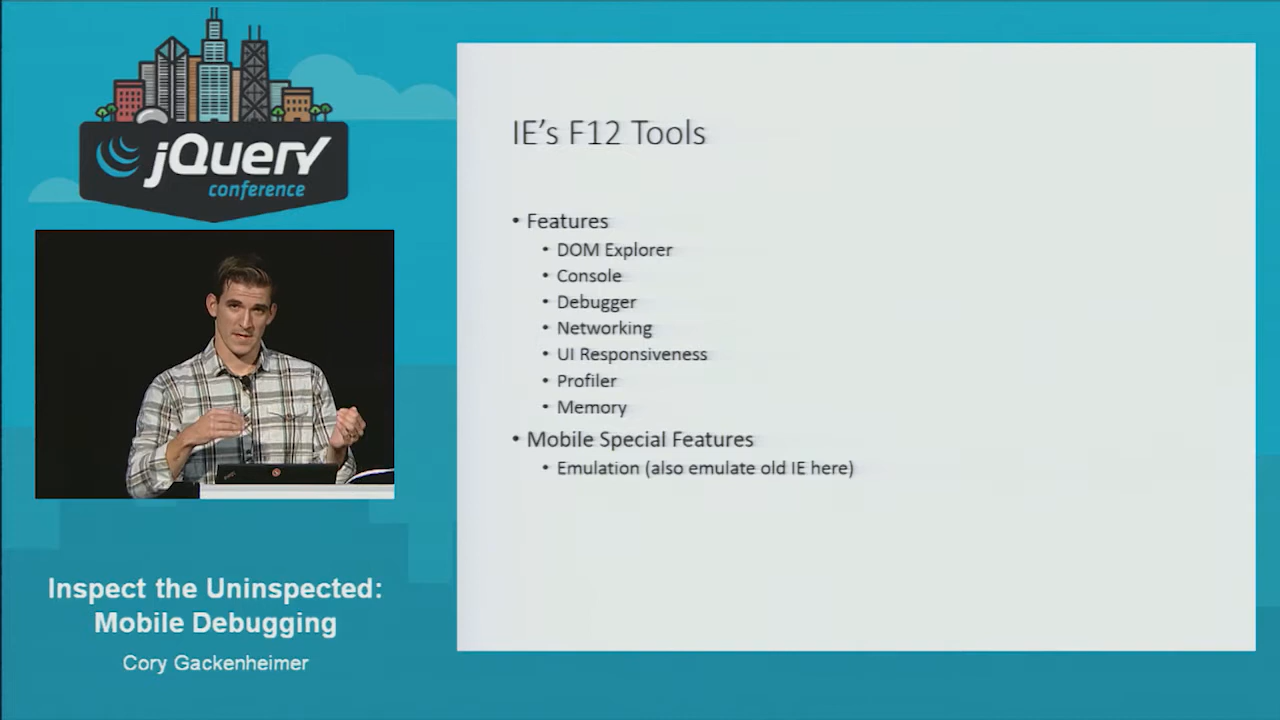 jQuery
conference
Inspect the Uninspected:
Mobile Debugging
Cory Gackenheimer
IE's F12 Tools
• Features
• DOM Explorer
• Console
• Debugger
• Networking
• UI Responsiveness
• Profiler
• Memory
• Mobile Special Features
• Emulation (also emulate old IE here)